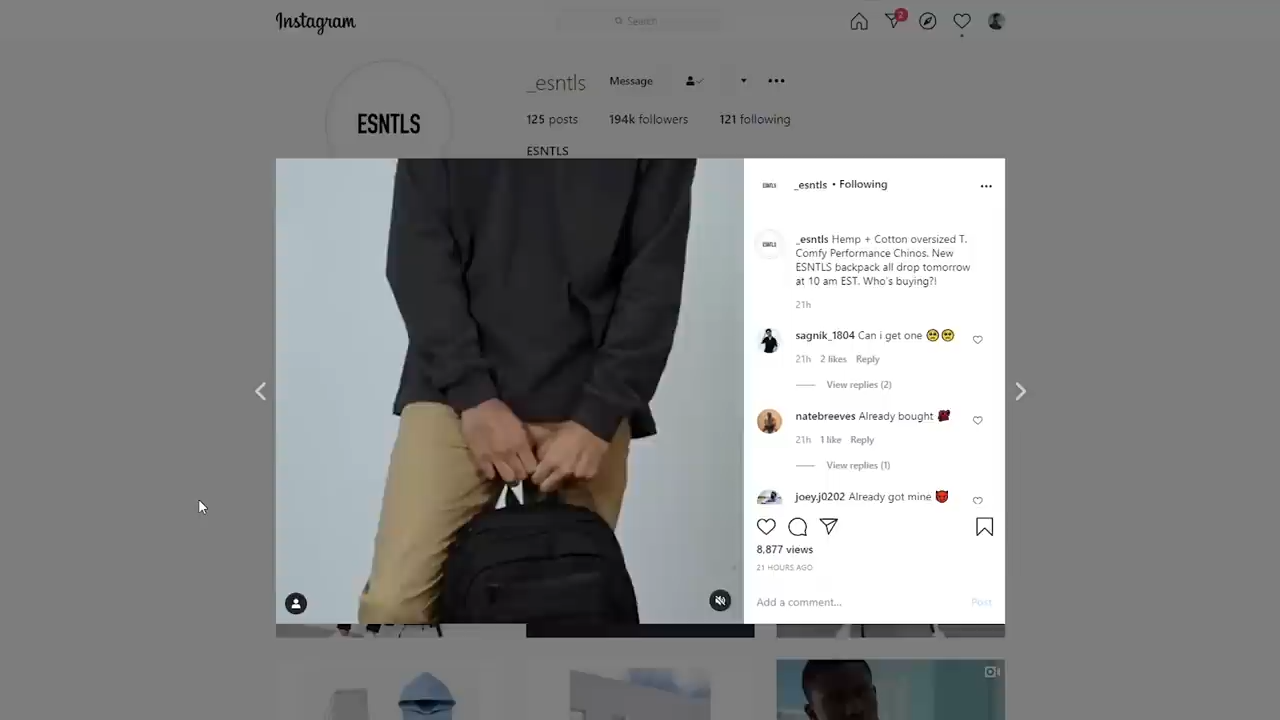 Instagram
Search
2
_esntls Message
125 posts 194k followers 121 following
ESNTLS
ESNTLS
ESNTLS _esntls • Following
ESNTLS _esntls Hemp + Cotton oversized T.
Comfy Performance Chinos. New
ESNTLS backpack all drop tomorrow
at 10 am EST. Who's buying?!
21h
sagnik_1804 Can i get one 🥺🥺
21h 2 likes Reply
View replies (2)
natebreeves Already bought
21h 1 like Reply
View replies (1)
joey.j0202 Already got mine 😈
8,877 views
21 HOURS AGO
Add a comment... Post